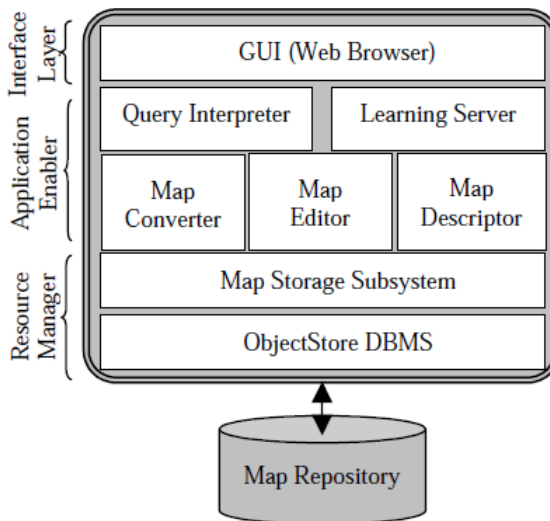 Interface
Layer
GUI (Web Browser)
Application
Enabler
Query Interpreter
Learning Server
Map
Converter
Map
Editor
Map
Descriptor
Resource
Manager
Map Storage Subsystem
ObjectStore DBMS
Map Repository